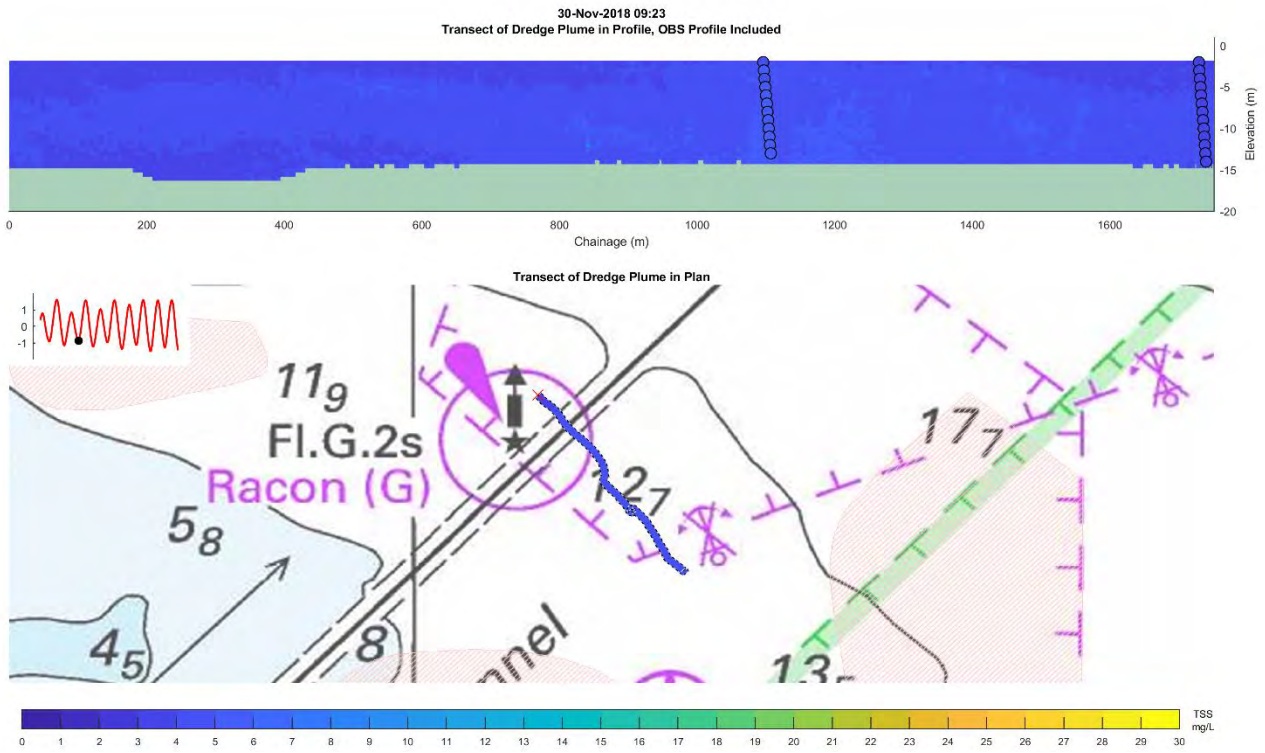 30-Nov-2018 09:23
Transect of Dredge Plume in Profile, OBS Profile Included
0
-5
-10
-15
-20
Elevation (m)
0 200 400 600 800 1000 1200 1400 1600
Chainage (m)
Transect of Dredge Plume in Plan
1
0
-1
11₉
Fl.G.2s
Racon (G)
17₇
12₇
5₈
4₅
8
nnel
13₅
TSS
mg/L
0 1 2 3 4 5 6 7 8 9 10 11 12 13 14 15 16 17 18 19 20 21 22 23 24 25 26 27 28 29 30